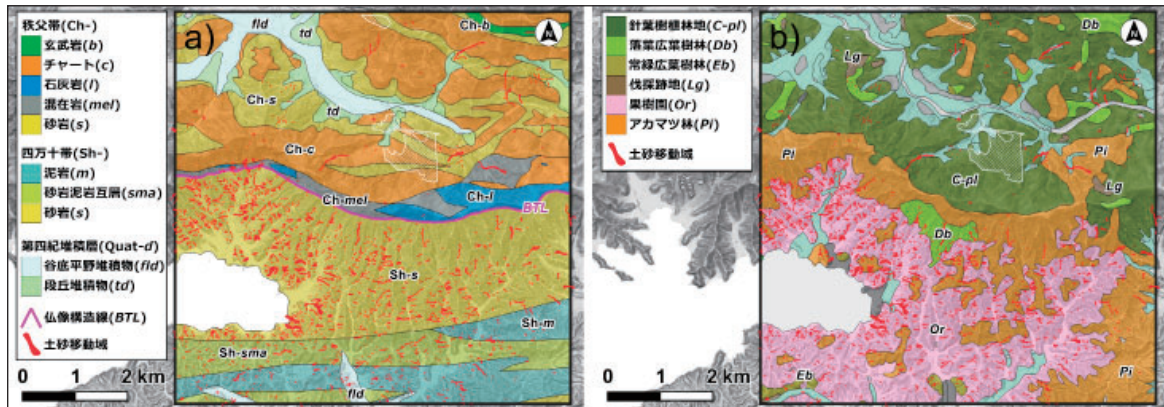 秩父帯(Ch-)
玄武岩(b)
チャート(c)
石灰岩(l)
混在岩(mel)
砂岩(s)
四万十帯(Sh-)
泥岩(m)
砂岩泥岩互層(sma)
砂岩(s)
第四紀堆積層(Quat-d)
谷底平野堆積物(fld)
段丘堆積物(td)
仏像構造線(BTL)
土砂移動域
0 1 2 km
a)
fld
td
Ch-b
N
Ch-s
fld
td
Ch-c
Ch-mel
Ch-l
BTL
Sh-s
Sh-m
Sh-sma
fld
針葉樹植林地(C-pl)
落葉広葉樹林(Db)
常緑広葉樹林(Eb)
伐採跡地(Lg)
果樹園(Or)
アカマツ林(Pi)
土砂移動域
0 1 2 km
b)
Lg
Db
N
Pi
Pi
C-pl
Lg
Db
Or
Eb
Pi